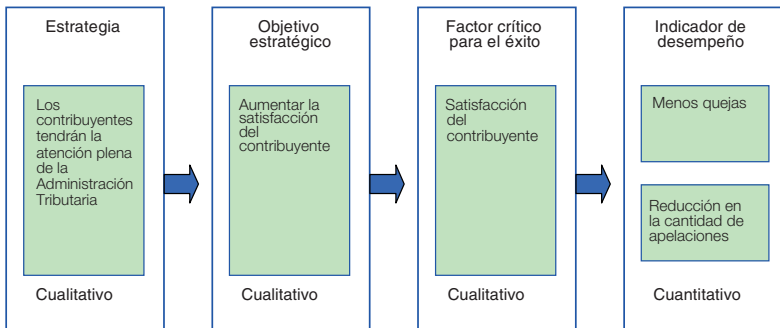 Estrategia
Los
contribuyentes
tendrán la
atención plena
de la
Administración
Tributaria
Cualitativo
Objetivo
estratégico
Aumentar la
satisfacción
del
contribuyente
Cualitativo
Factor crítico
para el éxito
Satisfacción
del
contribuyente
Cualitativo
Indicador de
desempeño
Menos quejas
Reducción en
la cantidad de
apelaciones
Cuantitativo